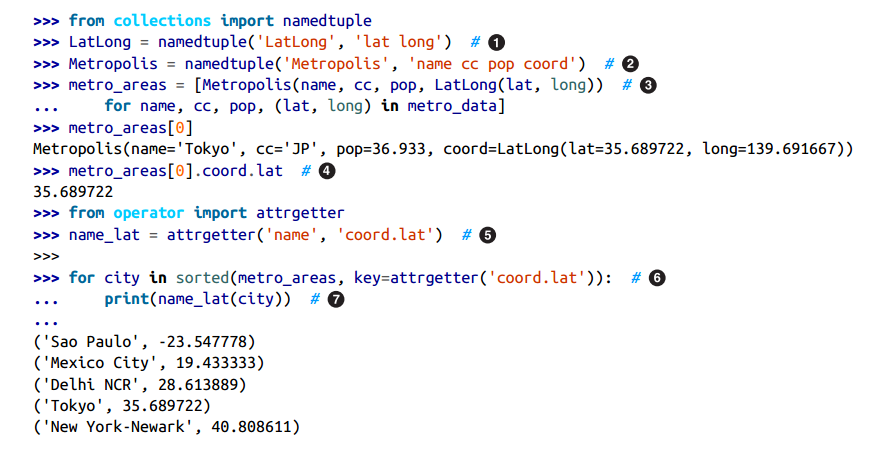 >>> from collections import namedtuple
>>> LatLong = namedtuple('LatLong', 'lat long')  # ❶
>>> Metropolis = namedtuple('Metropolis', 'name cc pop coord')  # ❷
>>> metro_areas = [Metropolis(name, cc, pop, LatLong(lat, long))  # ❸
...     for name, cc, pop, (lat, long) in metro_data]
>>> metro_areas[0]
Metropolis(name='Tokyo', cc='JP', pop=36.933, coord=LatLong(lat=35.689722, long=139.691667))
>>> metro_areas[0].coord.lat  # ❹
35.689722
>>> from operator import attrgetter
>>> name_lat = attrgetter('name', 'coord.lat')  # ❺
>>>
>>> for city in sorted(metro_areas, key=attrgetter('coord.lat')):  # ❻
...     print(name_lat(city))  # ❼
...
('Sao Paulo', -23.547778)
('Mexico City', 19.433333)
('Delhi NCR', 28.613889)
('Tokyo', 35.689722)
('New York-Newark', 40.808611)